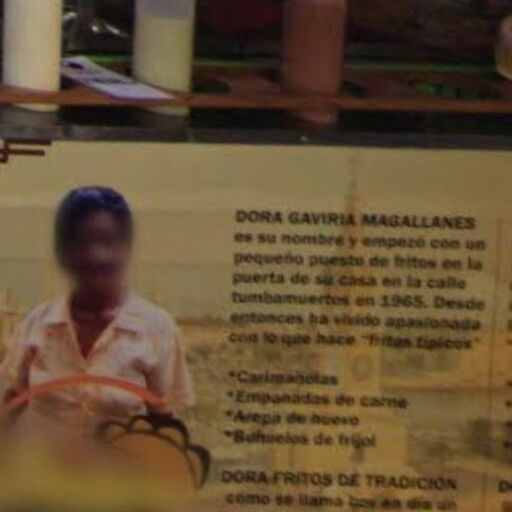 DORA GAVIRIA MAGALLANES
es su nombre y empezó con un
pequeño puesto de fritos en la
puerta de su casa en la calle
tumbamuertos en 1965. Desde
entonces ha vivido apasionada
con lo que hace "fritos típicos"
*Carimañolas
*Empanadas de carne
*Arepa de huevo
*Buñuelos de frijol
DORA FRITOS DE TRADICIÓN
como se llama hoy en día un